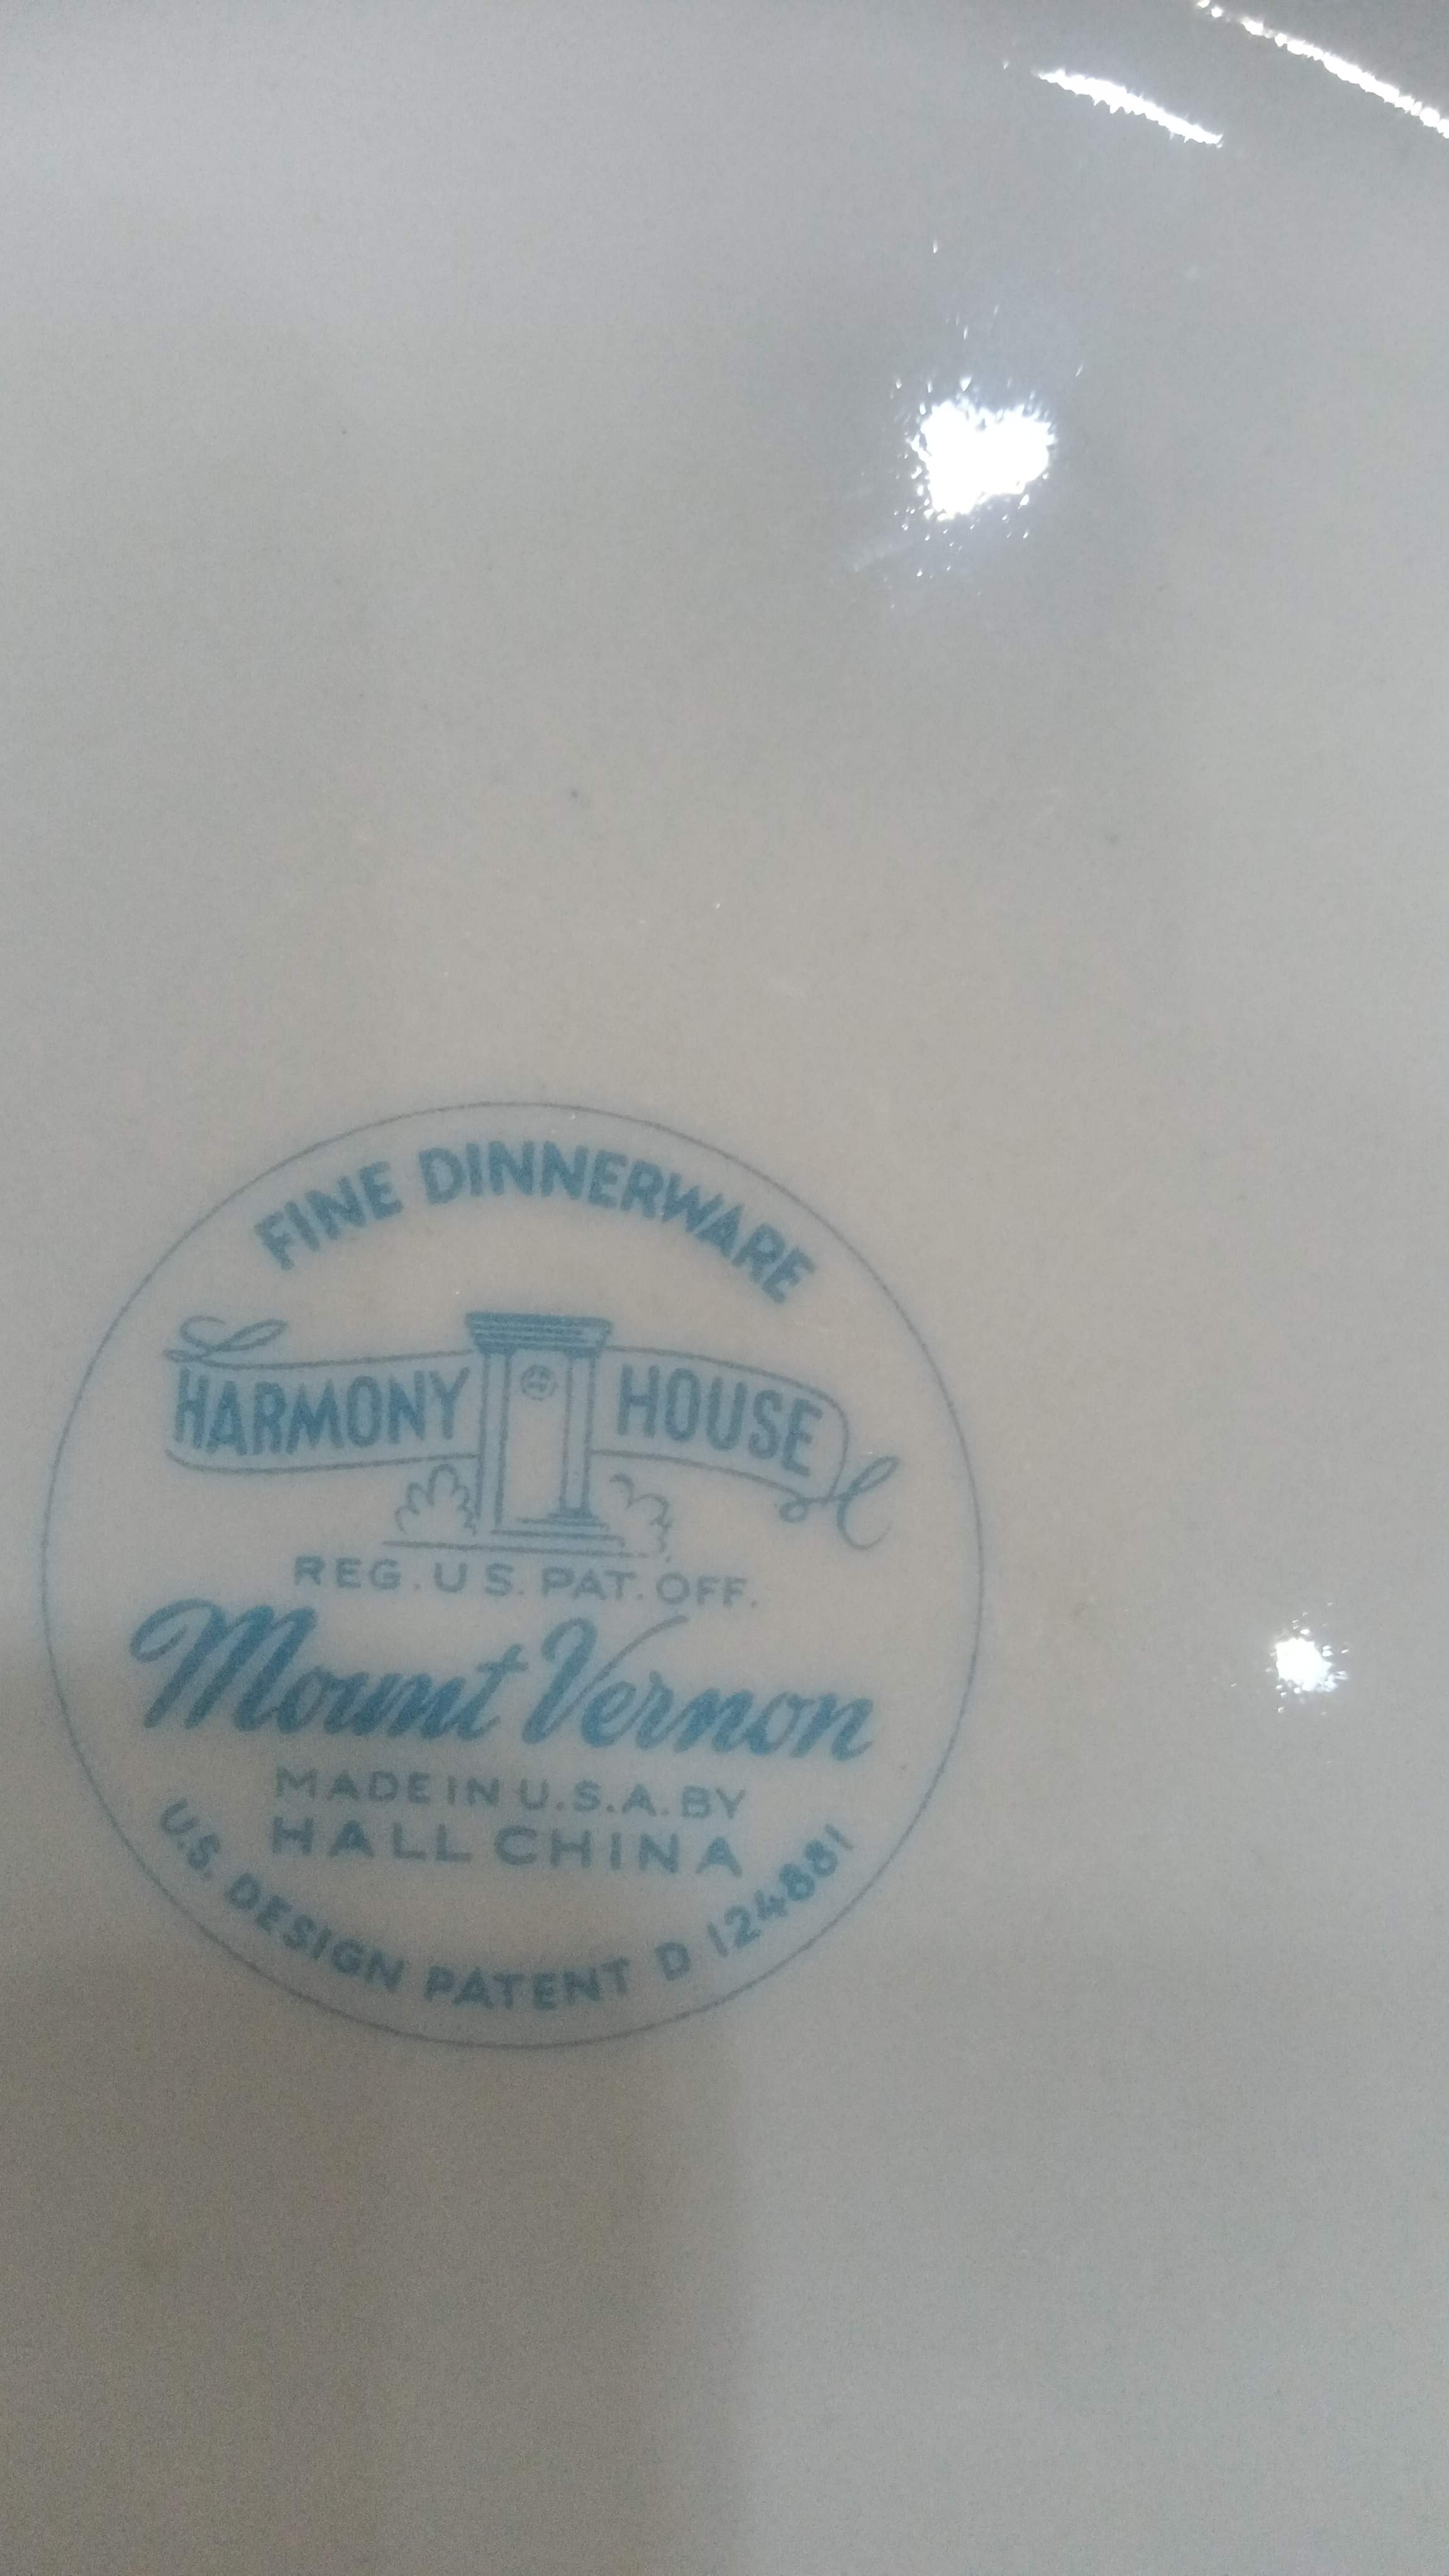 FINE DINNERWARE
HARMONY HOUSE
REG. U.S. PAT. OFF.
Mount Vernon
MADE IN U.S.A. BY
HALL CHINA
U.S. DESIGN PATENT D 124881